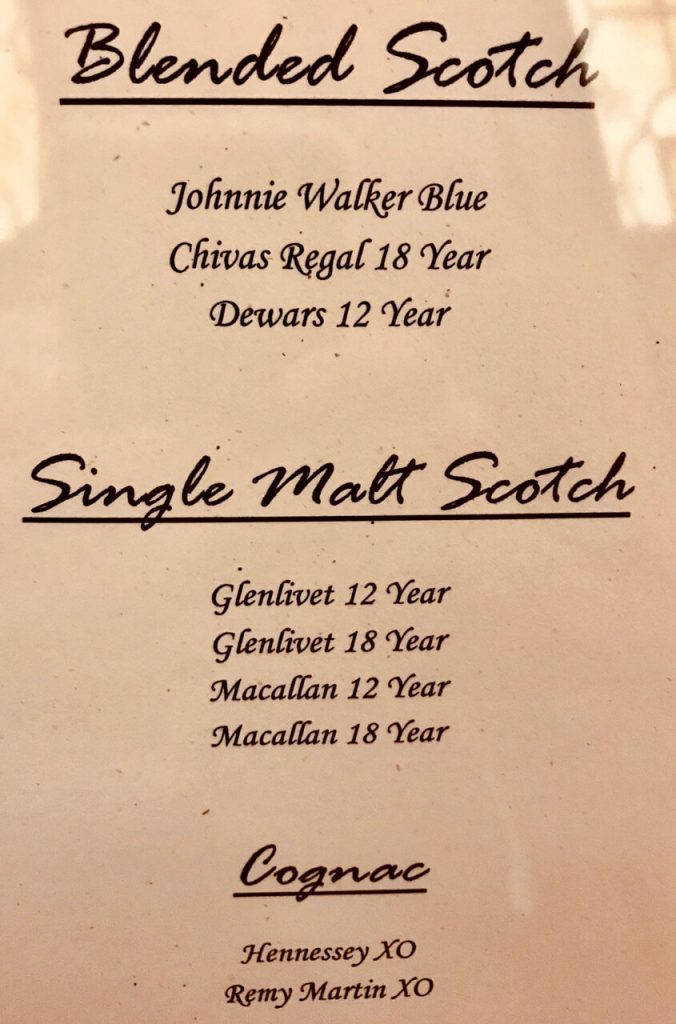 Blended Scotch
Johnnie Walker Blue
Chivas Regal 18 Year
Dewars 12 Year
Single Malt Scotch
Glenlivet 12 Year
Glenlivet 18 Year
Macallan 12 Year
Macallan 18 Year
Cognac
Hennessey XO
Remy Martin XO